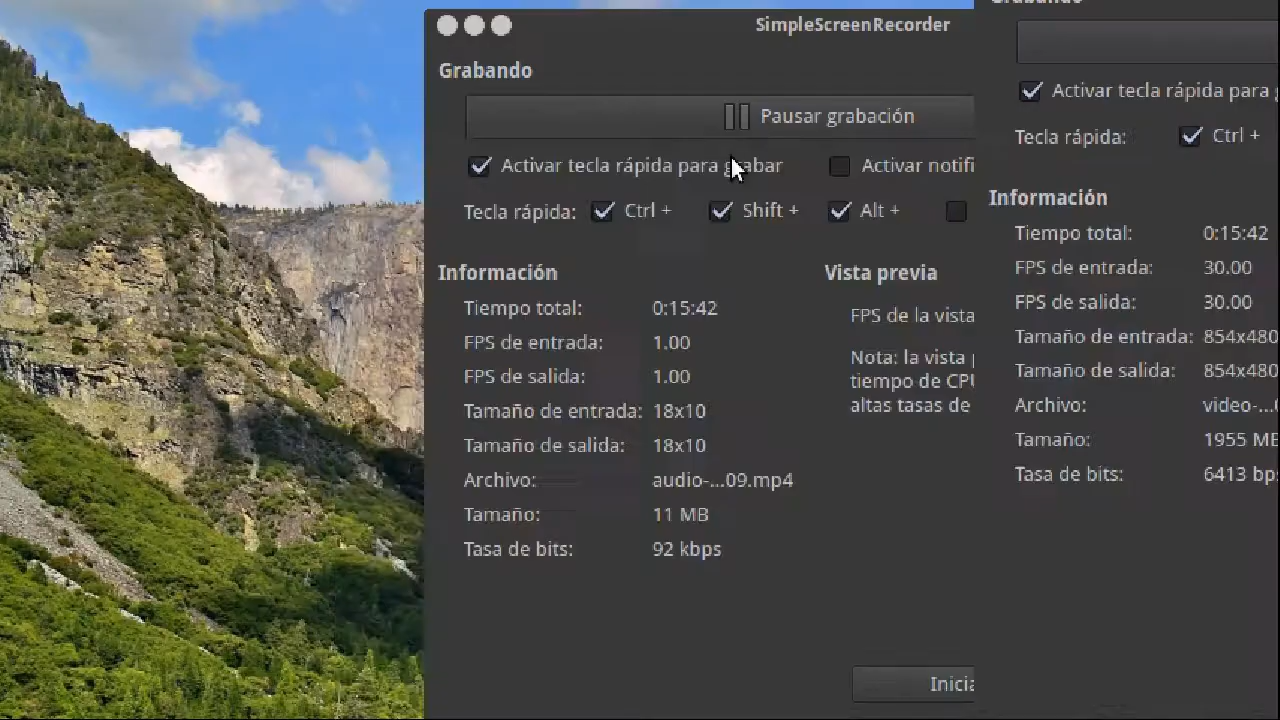 SimpleScreenRecorder
Grabando
Pausar grabación
Activar tecla rápida para grabar
Activar notifi
Tecla rápida: Ctrl + Shift + Alt +
Información
Tiempo total: 0:15:42
FPS de entrada: 1.00
FPS de salida: 1.00
Tamaño de entrada: 18x10
Tamaño de salida: 18x10
Archivo: audio-...09.mp4
Tamaño: 11 MB
Tasa de bits: 92 kbps
Vista previa
FPS de la vista
Nota: la vista
tiempo de CPU
altas tasas de
Inicia
Grabando
Activar tecla rápida para
Tecla rápida: Ctrl +
Información
Tiempo total: 0:15:42
FPS de entrada: 30.00
FPS de salida: 30.00
Tamaño de entrada: 854x480
Tamaño de salida: 854x480
Archivo: video-...
Tamaño: 1955 MB
Tasa de bits: 6413 bp